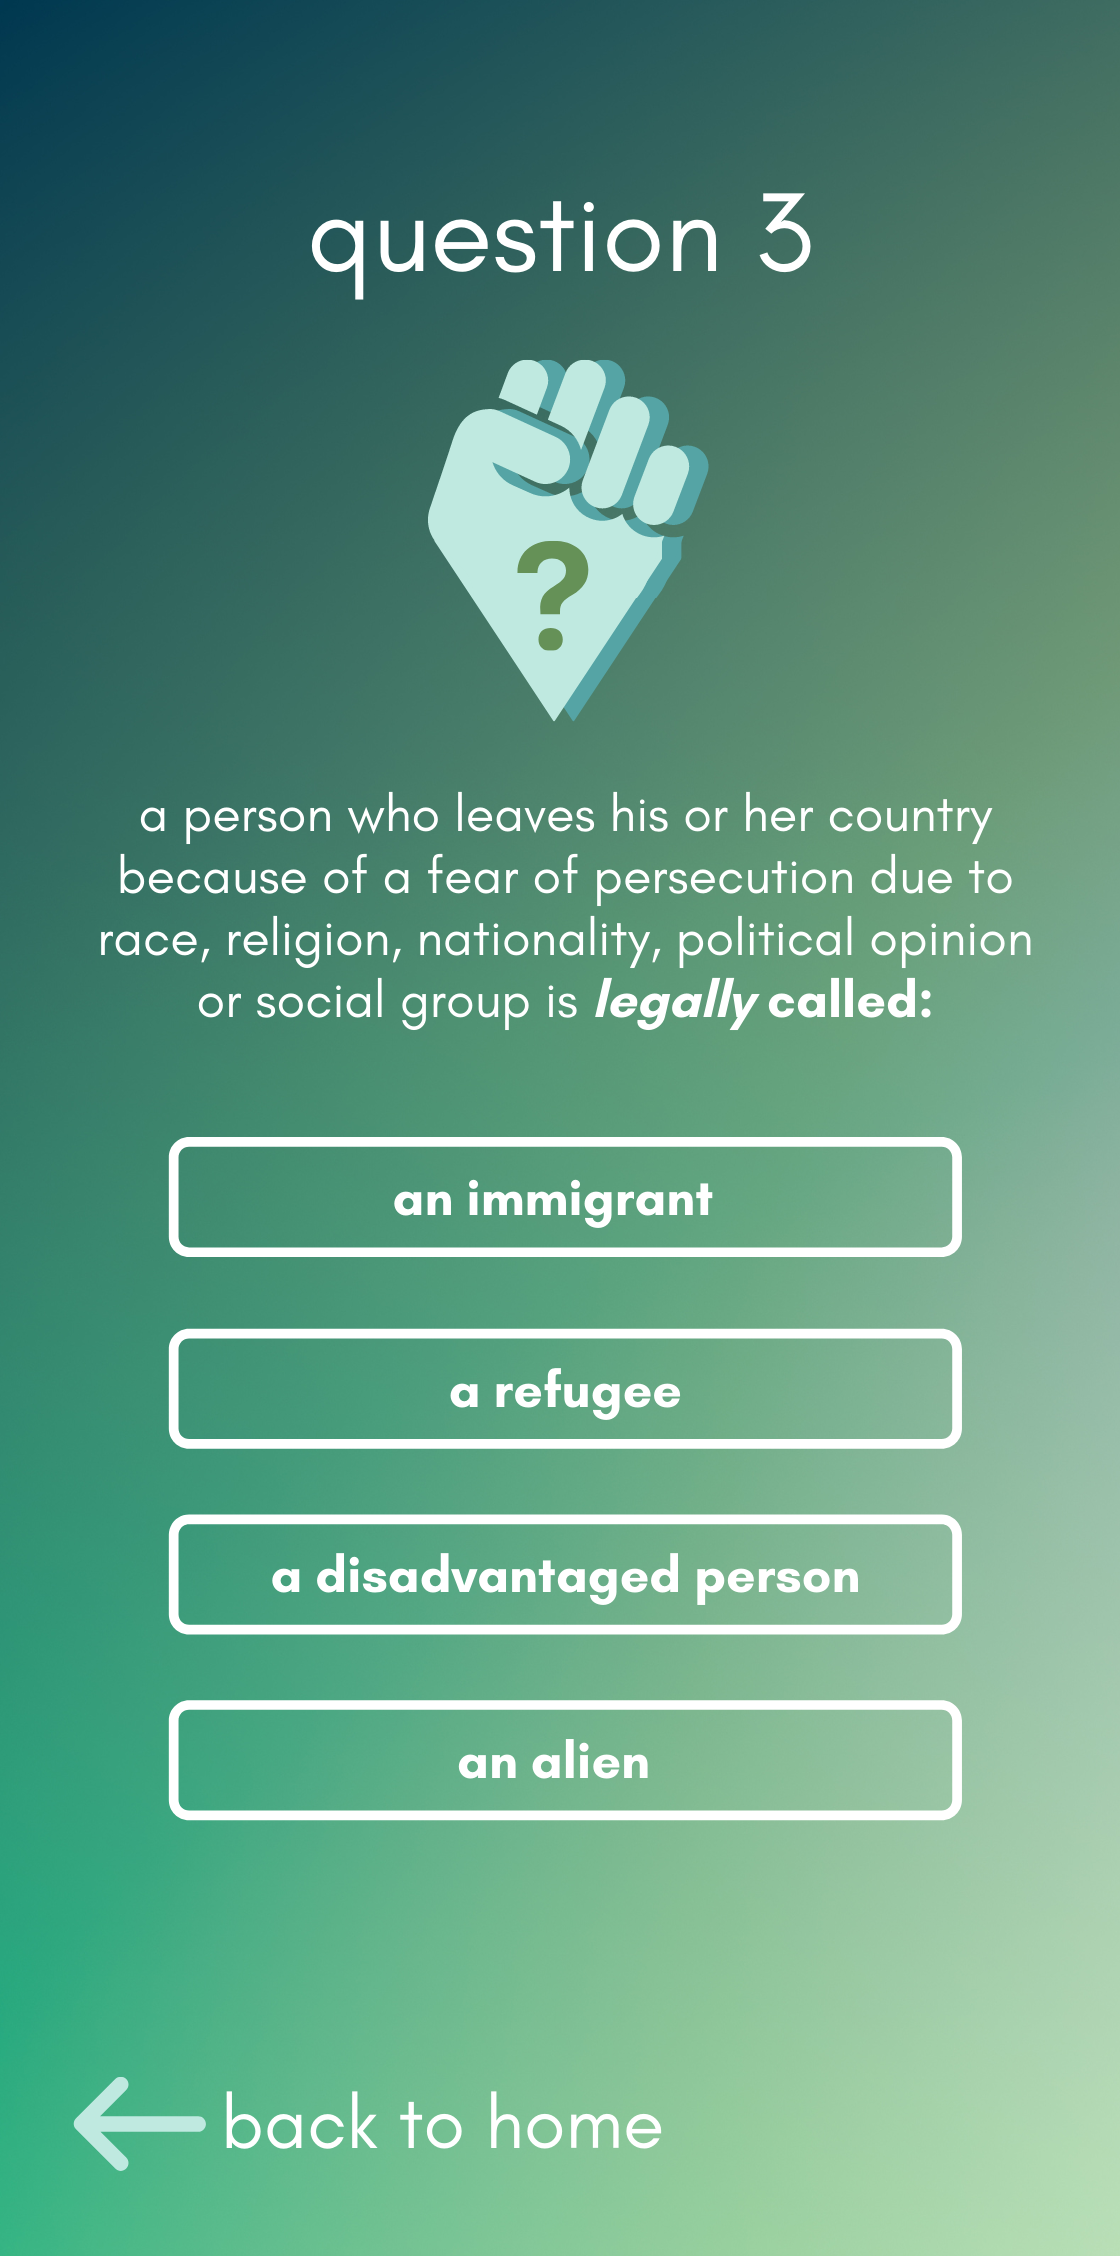 question 3
?
a person who leaves his or her country
because of a fear of persecution due to
race, religion, nationality, political opinion
or social group is legally called:
an immigrant
a refugee
a disadvantaged person
an alien
back to home